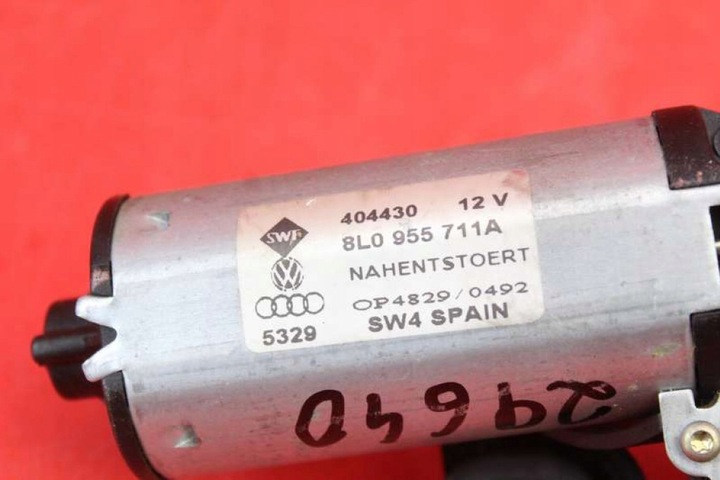 404430 12 V
SWF 8L0 955 711A
NAHENTSTOERT
OP4829/0492
5329 SW4 SPAIN
29640